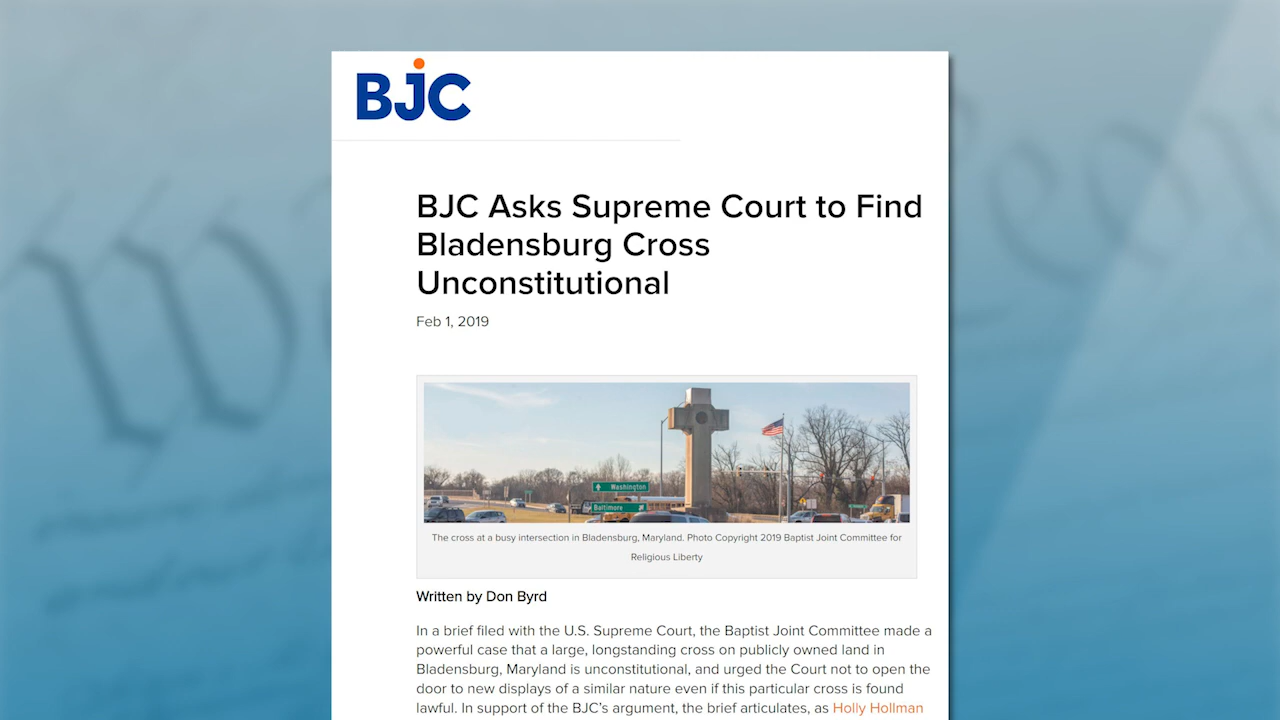 BJC
BJC Asks Supreme Court to Find
Bladensburg Cross
Unconstitutional
Feb 1, 2019
Washington
Baltimore
The cross at a busy intersection in Bladensburg, Maryland. Photo Copyright 2019 Baptist Joint Committee for
Religious Liberty
Written by Don Byrd
In a brief filed with the U.S. Supreme Court, the Baptist Joint Committee made a
powerful case that a large, longstanding cross on publicly owned land in
Bladensburg, Maryland is unconstitutional, and urged the Court not to open the
door to new displays of a similar nature even if this particular cross is found
lawful. In support of the BJC's argument, the brief articulates, as Holly Hollman